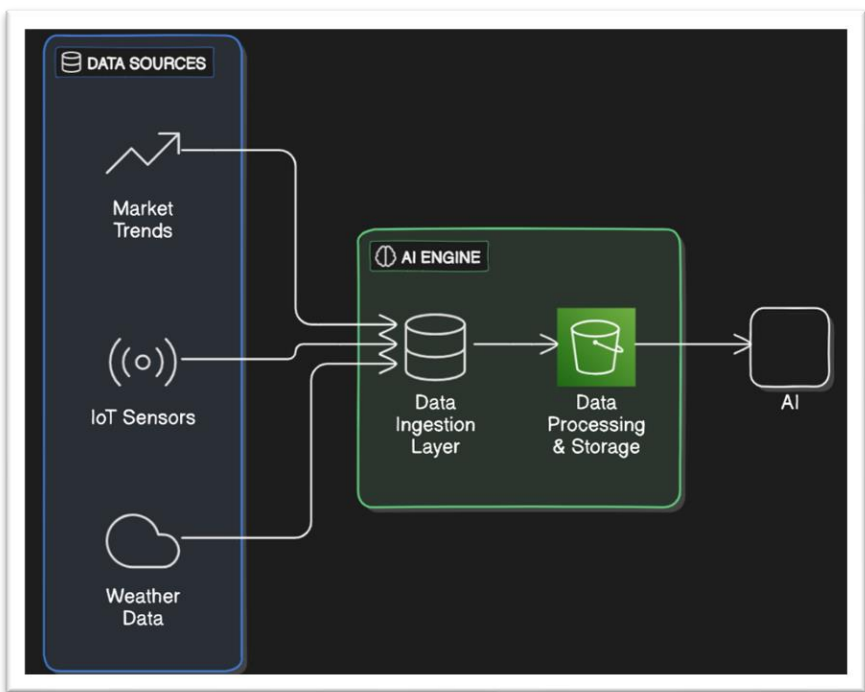 DATA SOURCES
Market
Trends
IoT Sensors
Weather
Data
AI ENGINE
Data
Ingestion
Layer
Data
Processing
& Storage
AI